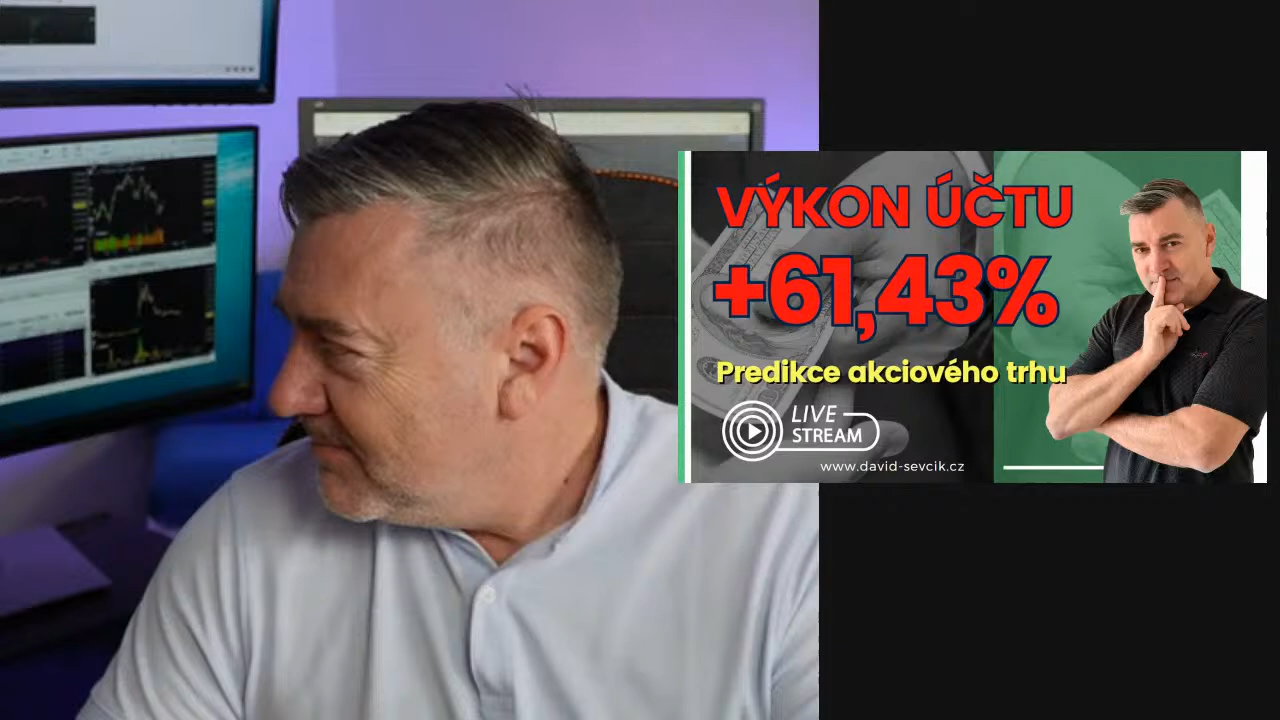 VÝKON ÚČTU
+61,43%
Predikce akciového trhu
LIVE
STREAM
www.david-sevcik.cz